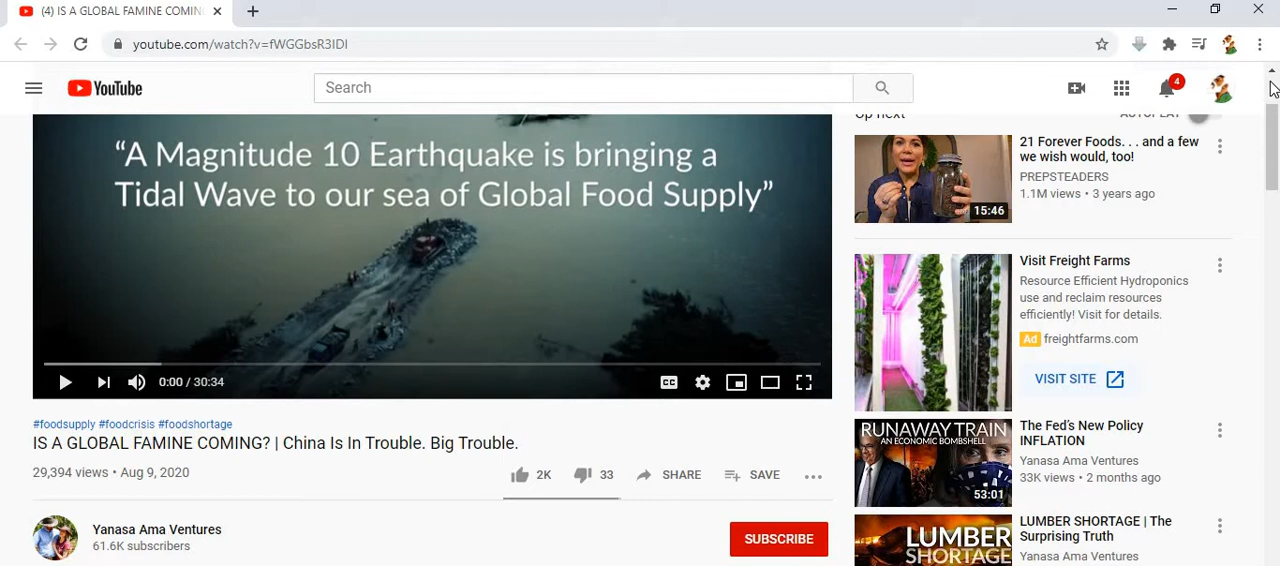 (4) IS A GLOBAL FAMINE COMIN
youtube.com/watch?v=fWGGbsR3IDI
YouTube
Search
4
“A Magnitude 10 Earthquake is bringing a
Tidal Wave to our sea of Global Food Supply”
0:00 / 30:34
CC
#foodsupply #foodcrisis #foodshortage
IS A GLOBAL FAMINE COMING? | China Is In Trouble. Big Trouble.
29,394 views • Aug 9, 2020
2K
33
SHARE
SAVE
Yanasa Ama Ventures
61.6K subscribers
SUBSCRIBE
Up next
AUTOPLAY
15:46
21 Forever Foods. . . and a few
we wish would, too!
PREPSTEADERS
1.1M views • 3 years ago
Visit Freight Farms
Resource Efficient Hydroponics
use and reclaim resources
efficiently! Visit for details.
Ad freightfarms.com
VISIT SITE
RUNAWAY TRAIN
AN ECONOMIC BOMBSHELL
53:01
The Fed's New Policy
INFLATION
Yanasa Ama Ventures
33K views • 2 months ago
LUMBER
SHORTAGE
LUMBER SHORTAGE | The
Surprising Truth
Yanasa Ama Ventures